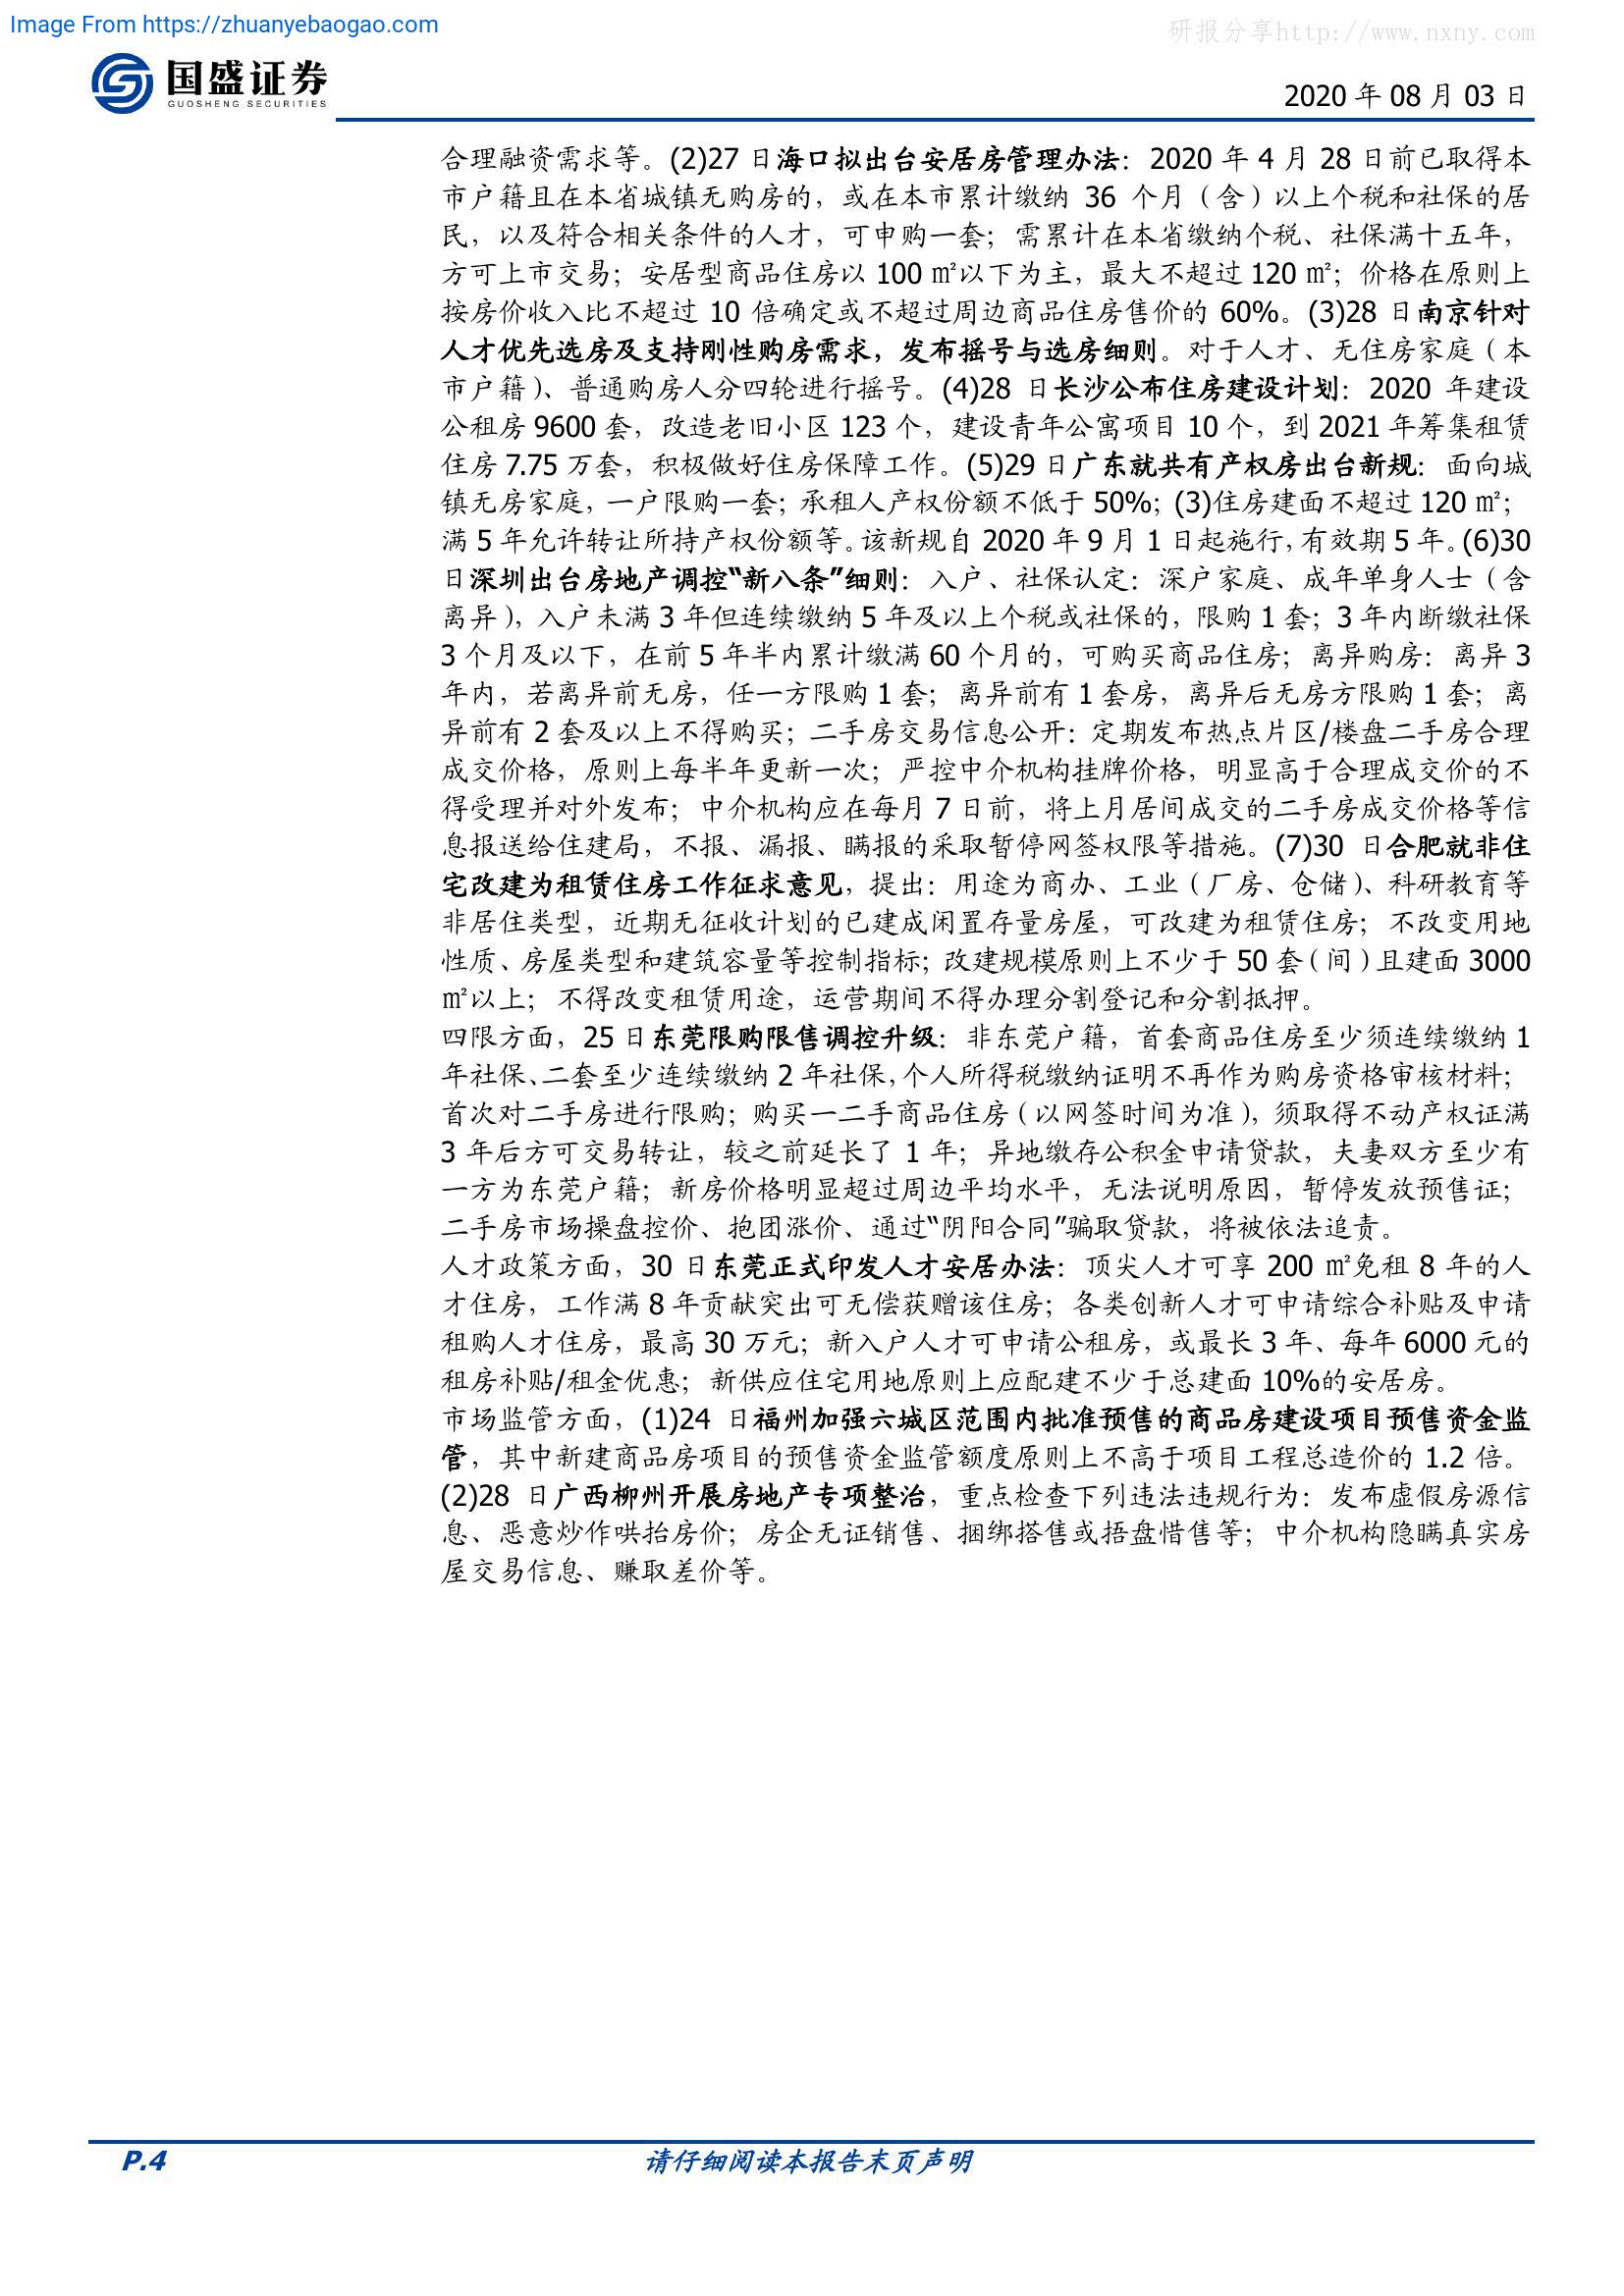 Image From https://zhuanyebaogao.com
研报分享http://www.nxny.com
国盛证券
GUOSHENG SECURITIES
2020 年 08 月 03 日
合理融资需求等。(2)27 日海口拟出台安居房管理办法：2020 年 4 月 28 日前已取得本
市户籍且在本省城镇无购房的，或在本市累计缴纳 36 个月（含）以上个税和社保的居
民，以及符合相关条件的人才，可申购一套；需累计在本省缴纳个税、社保满十五年，
方可上市交易；安居型商品住房以 100 ㎡以下为主，最大不超过 120 ㎡；价格在原则上
按房价收入比不超过 10 倍确定或不超过周边商品住房售价的 60%。(3)28 日南京针对
人才优先选房及支持刚性购房需求，发布摇号与选房细则。对于人才、无住房家庭（本
市户籍）、普通购房人分四轮进行摇号。(4)28 日长沙公布住房建设计划：2020 年建设
公租房 9600 套，改造老旧小区 123 个，建设青年公寓项目 10 个，到 2021 年筹集租赁
住房 7.75 万套，积极做好住房保障工作。(5)29 日广东就共有产权房出台新规：面向城
镇无房家庭，一户限购一套；承租人产权份额不低于 50%；(3)住房建面不超过 120 ㎡；
满 5 年允许转让所持产权份额等。该新规自 2020 年 9 月 1 日起施行，有效期 5 年。(6)30
日深圳出台房地产调控“新八条”细则：入户、社保认定：深户家庭、成年单身人士（含
离异），入户未满 3 年但连续缴纳 5 年及以上个税或社保的，限购 1 套；3 年内断缴社保
3 个月及以下，在前 5 年半内累计缴满 60 个月的，可购买商品住房；离异购房：离异 3
年内，若离异前无房，任一方限购 1 套；离异前有 1 套房，离异后无房方限购 1 套；离
异前有 2 套及以上不得购买；二手房交易信息公开：定期发布热点片区/楼盘二手房合理
成交价格，原则上每半年更新一次；严控中介机构挂牌价格，明显高于合理成交价的不
得受理并对外发布；中介机构应在每月 7 日前，将上月居间成交的二手房成交价格等信
息报送给住建局，不报、漏报、瞒报的采取暂停网签权限等措施。(7)30 日合肥就非住
宅改建为租赁住房工作征求意见，提出：用途为商办、工业（厂房、仓储）、科研教育等
非居住类型，近期无征收计划的已建成闲置存量房屋，可改建为租赁住房；不改变用地
性质、房屋类型和建筑容量等控制指标；改建规模原则上不少于 50 套（间）且建面 3000
㎡以上；不得改变租赁用途，运营期间不得办理分割登记和分割抵押。
四限方面，25 日东莞限购限售调控升级：非东莞户籍，首套商品住房至少须连续缴纳 1
年社保、二套至少连续缴纳 2 年社保，个人所得税缴纳证明不再作为购房资格审核材料；
首次对二手房进行限购；购买一二手商品住房（以网签时间为准），须取得不动产权证满
3 年后方可交易转让，较之前延长了 1 年；异地缴存公积金申请贷款，夫妻双方至少有
一方为东莞户籍；新房价格明显超过周边平均水平，无法说明原因，暂停发放预售证；
二手房市场操盘控价、抱团涨价、通过“阴阳合同”骗取贷款，将被依法追责。
人才政策方面，30 日东莞正式印发人才安居办法：顶尖人才可享 200 ㎡免租 8 年的人
才住房，工作满 8 年贡献突出可无偿获赠该住房；各类创新人才可申请综合补贴及申请
租购人才住房，最高 30 万元；新入户人才可申请公租房，或最长 3 年、每年 6000 元的
租房补贴/租金优惠；新供应住宅用地原则上应配建不少于总建面 10%的安居房。
市场监管方面，(1)24 日福州加强六城区范围内批准预售的商品房建设项目预售资金监
管，其中新建商品房项目的预售资金监管额度原则上不高于项目工程总造价的 1.2 倍。
(2)28 日广西柳州开展房地产专项整治，重点检查下列违法违规行为：发布虚假房源信
息、恶意炒作哄抬房价；房企无证销售、捆绑搭售或捂盘惜售等；中介机构隐瞒真实房
屋交易信息、赚取差价等。
P.4
请仔细阅读本报告末页声明